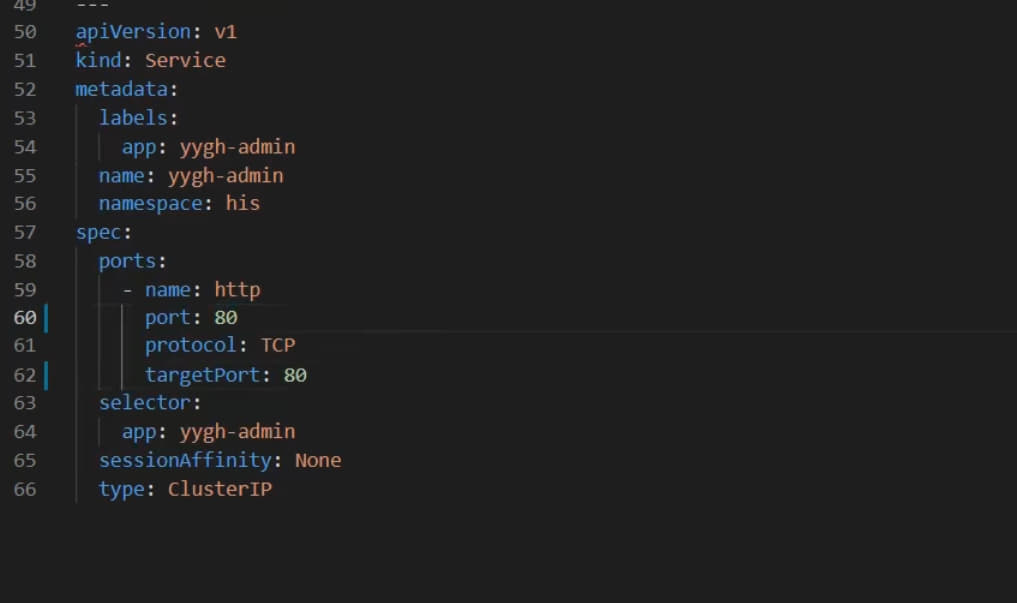 49 ---
50 apiVersion: v1
51 kind: Service
52 metadata:
53   labels:
54     app: yygh-admin
55   name: yygh-admin
56   namespace: his
57 spec:
58   ports:
59     - name: http
60       port: 80
61       protocol: TCP
62       targetPort: 80
63   selector:
64     app: yygh-admin
65   sessionAffinity: None
66   type: ClusterIP